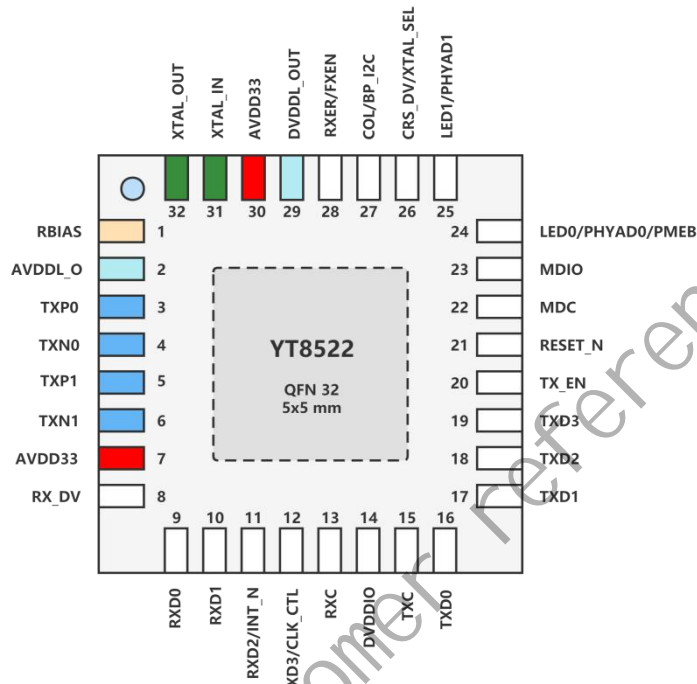 XTAL_OUT
XTAL_IN
AVDD33
DVDDL_OUT
RXER/FXEN
COL/BP_I2C
CRS_DV/XTAL_SEL
LED1/PHYAD1
32 31 30 29 28 27 26 25
RBIAS 1
AVDDL_O 2
TXP0 3
TXN0 4
TXP1 5
TXN1 6
AVDD33 7
RX_DV 8
24 LED0/PHYAD0/PMEB
23 MDIO
22 MDC
21 RESET_N
20 TX_EN
19 TXD3
18 TXD2
17 TXD1
YT8522
QFN 32
5x5 mm
9 10 11 12 13 14 15 16
RXD0
RXD1
RXD2/INT_N
XD3/CLK_CTL
RXC
DVDDIO
TXC
TXD0
omer referen